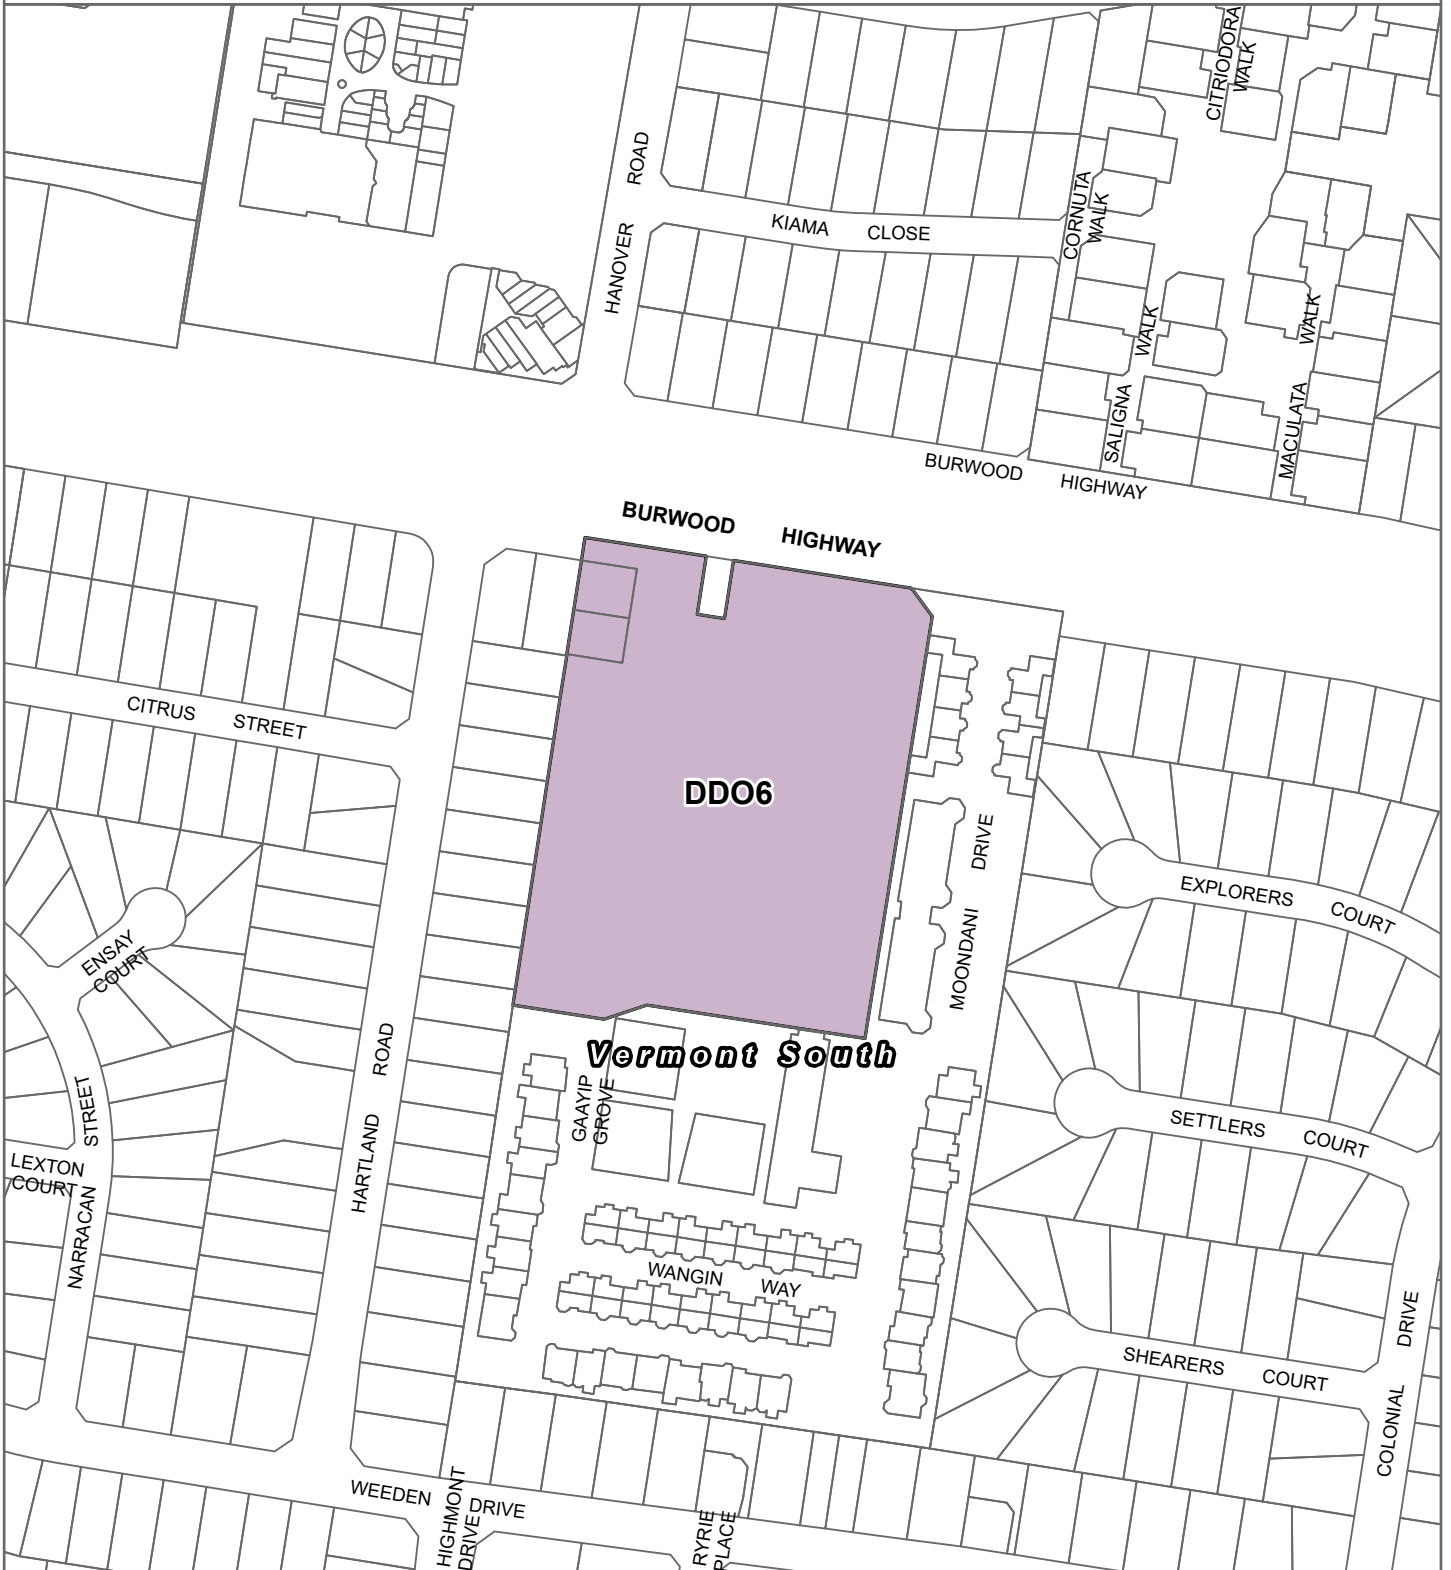 CITRIODORA
WALK
ROAD
HANOVER
KIAMA CLOSE
CORNUTA
WALK
WALK
SALIGNA
WALK
MACULATA
BURWOOD HIGHWAY
BURWOOD HIGHWAY
CITRUS STREET
DDO6
DRIVE
MOONDANI
EXPLORERS COURT
ENSAY
COURT
ROAD
HARTLAND
Vermont South
GAAYIP
GROVE
STREET
NARRACAN
LEXTON
COURT
SETTLERS COURT
WANGIN WAY
SHEARERS COURT
DRIVE
COLONIAL
WEEDEN DRIVE
HIGHMONT
DRIVE
RYRIE
PLACE